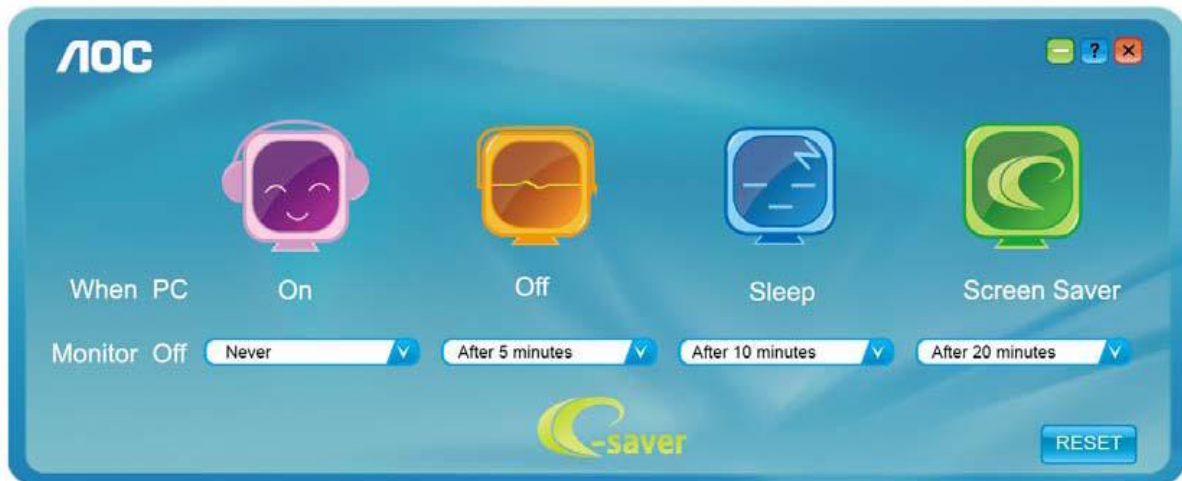 AOC
?
When PC On Off Sleep Screen Saver
Monitor Off Never After 5 minutes After 10 minutes After 20 minutes
e-saver
RESET